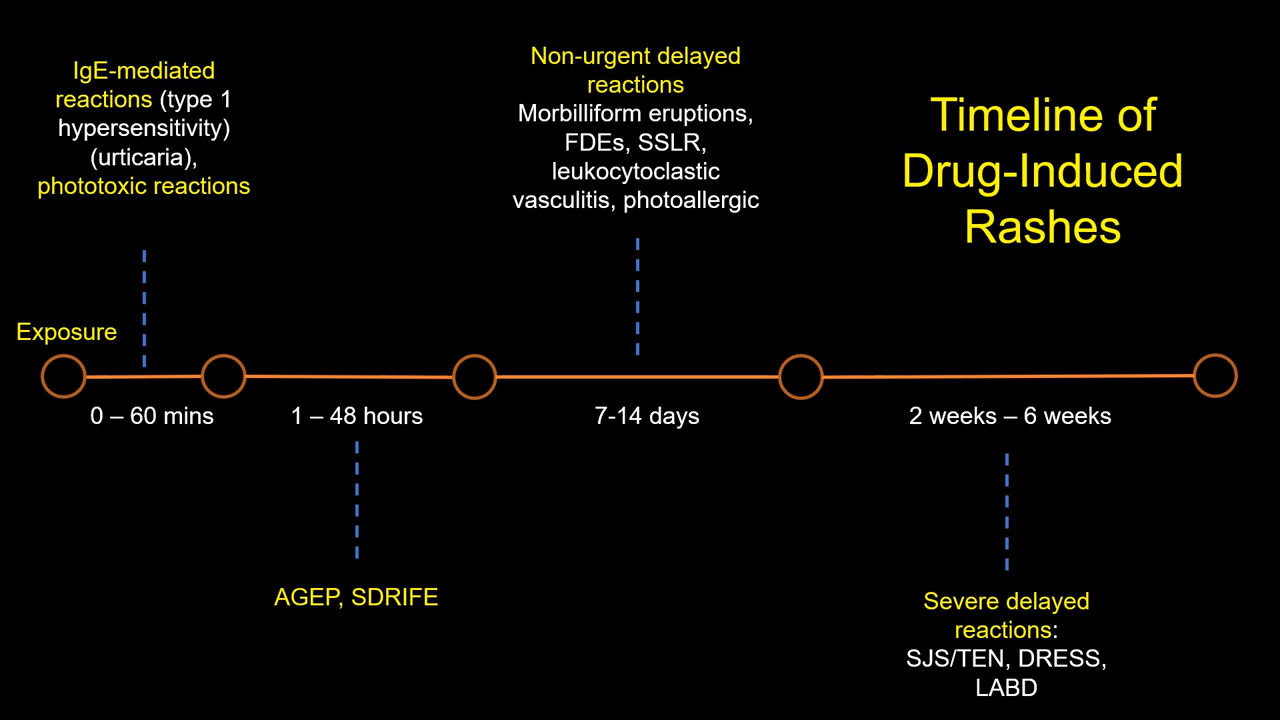 IgE-mediated
reactions (type 1
hypersensitivity)
(urticaria),
phototoxic reactions
Non-urgent delayed
reactions
Morbilliform eruptions,
FDEs, SSLR,
leukocytoclastic
vasculitis, photoallergic
Timeline of
Drug-Induced
Rashes
Exposure
0 – 60 mins
1 – 48 hours
7-14 days
2 weeks – 6 weeks
AGEP, SDRIFE
Severe delayed
reactions:
SJS/TEN, DRESS,
LABD